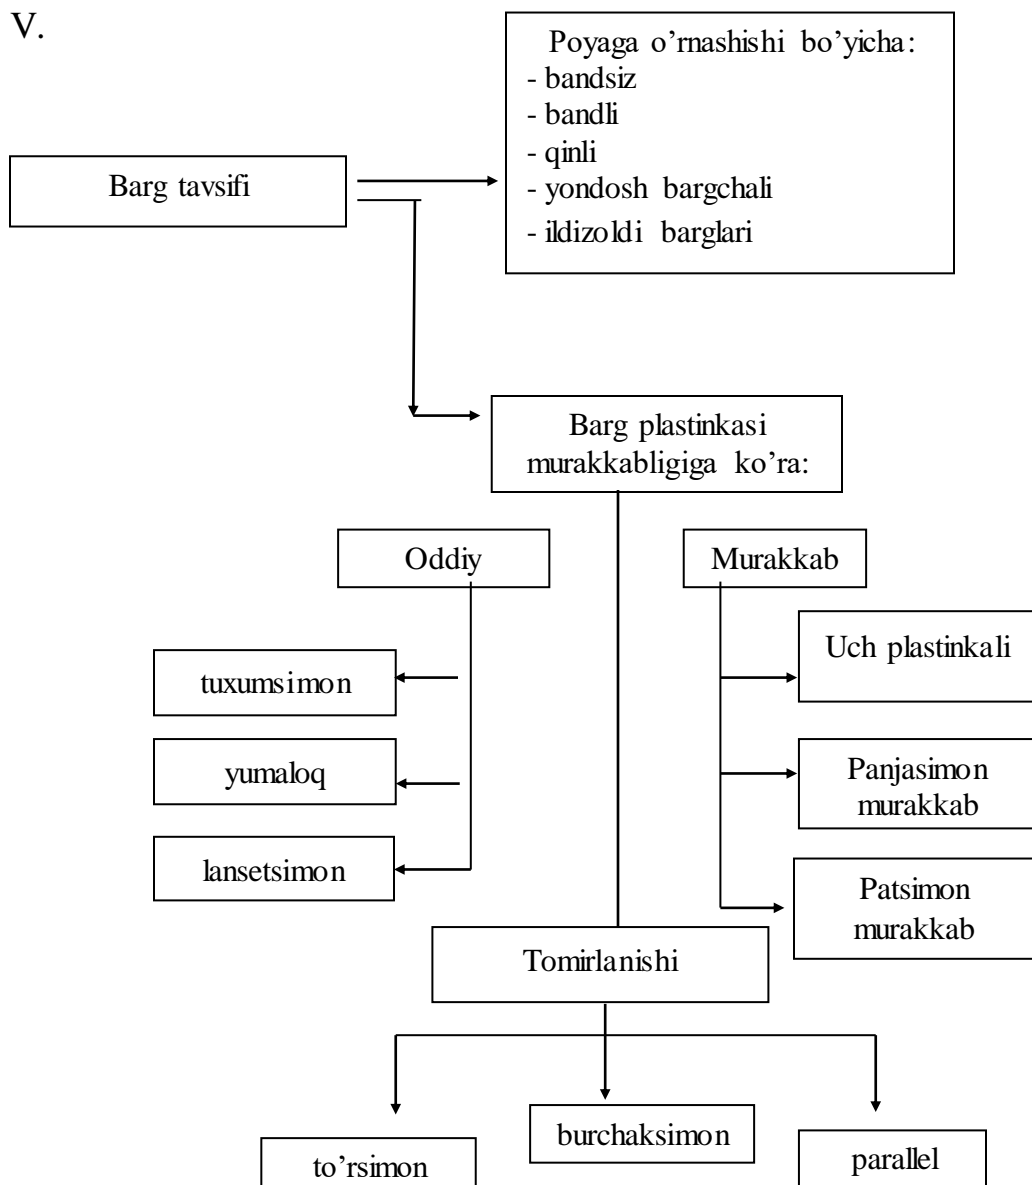 V.
Poyaga o’rnashishi bo’yicha:
- bandsiz
- bandli
- qinli
- yondosh bargchali
- ildizoldi barglari
Barg tavsifi
Barg plastinkasi
murakkabligiga ko’ra:
Oddiy
Murakkab
Uch plastinkali
tuxumsimon
yumaloq
Panjasimon
murakkab
lansetsimon
Patsimon
murakkab
Tomirlanishi
to’rsimon
burchaksimon
parallel